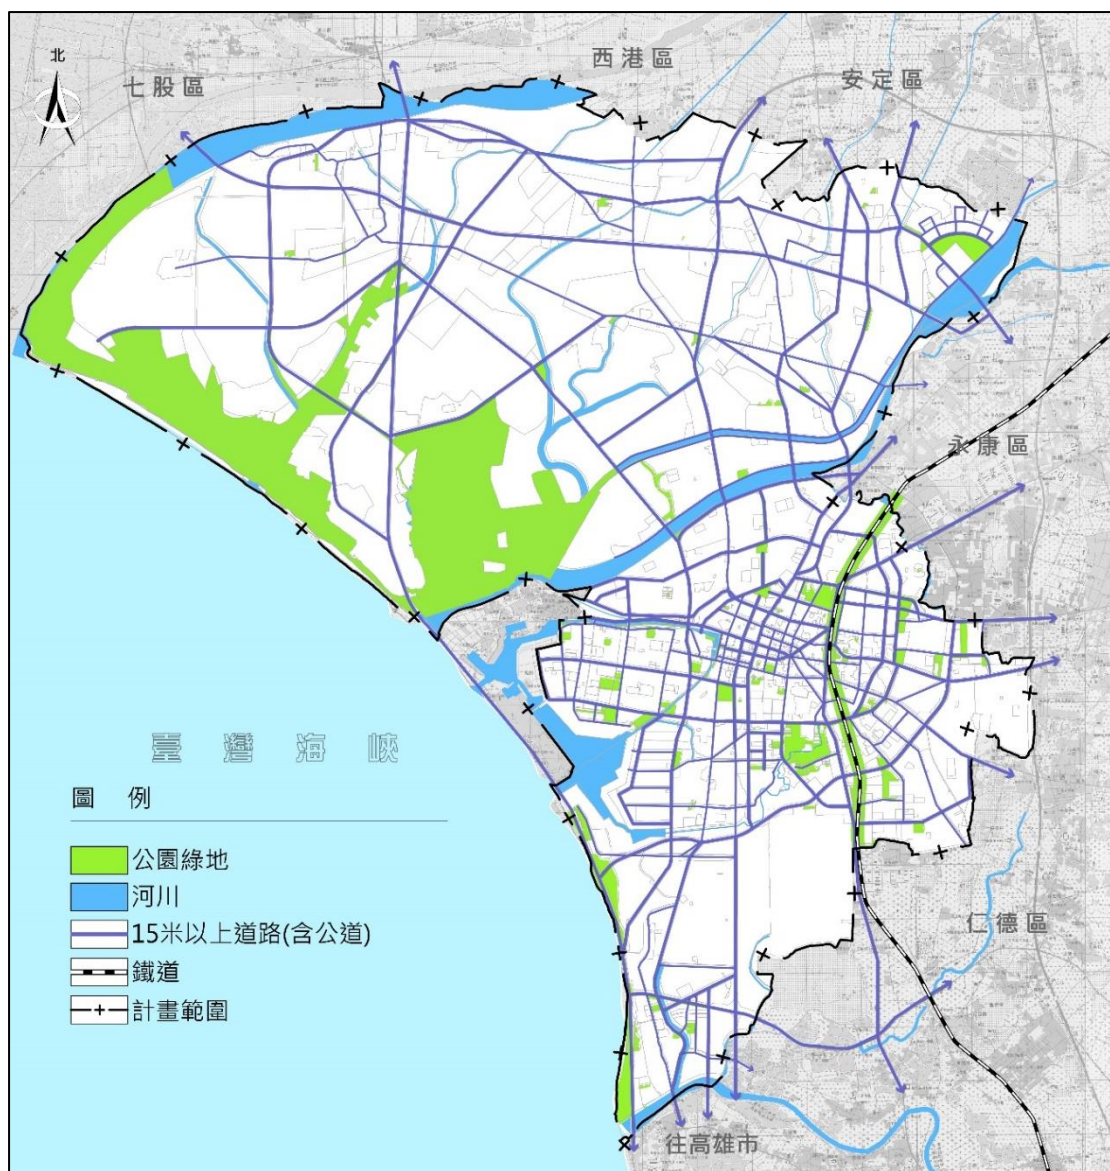 北
七股區
西港區
安定區
永康區
臺灣海峽
圖 例
公園綠地
河川
15米以上道路(含公道)
鐵道
計畫範圍
仁德區
往高雄市